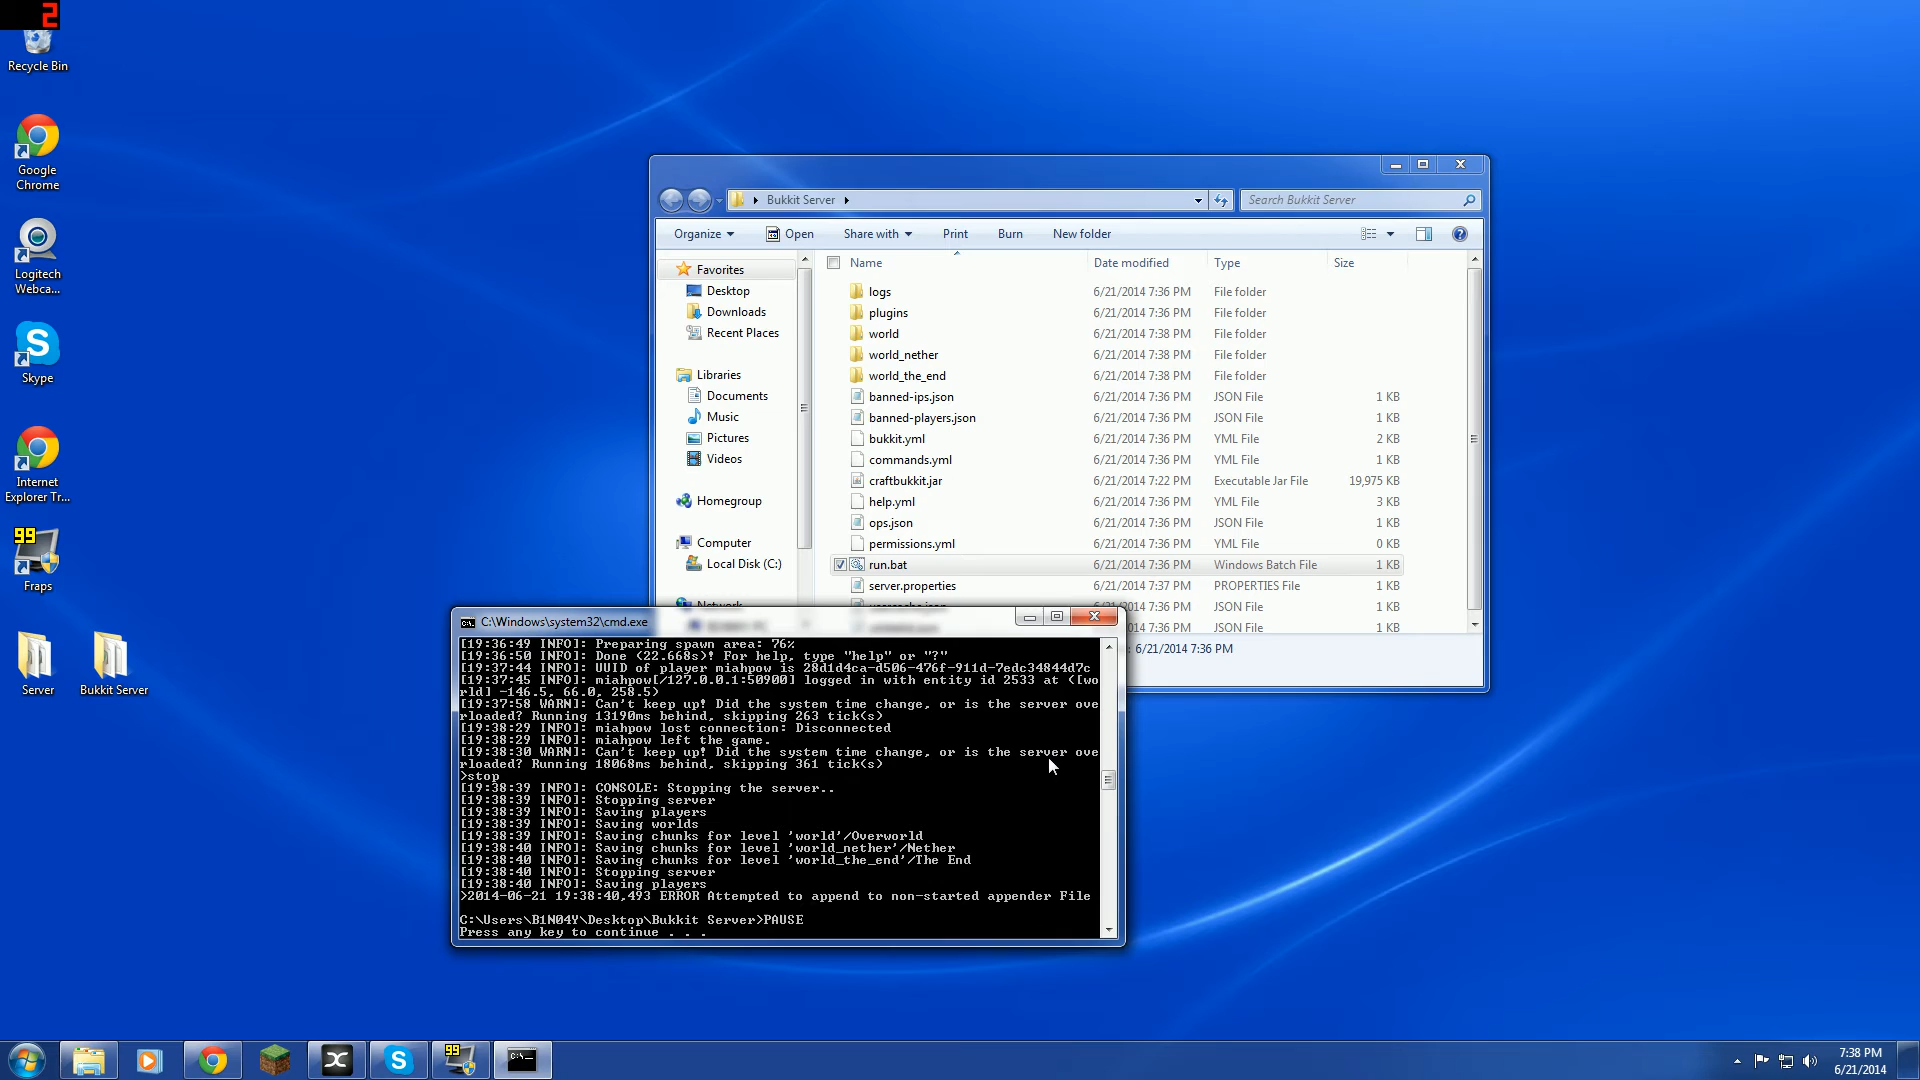 2
Recycle Bin
Google
Chrome
Logitech
Webca...
Skype
Internet
Explorer Tr...
99
Fraps
Server
Bukkit Server
Bukkit Server
Search Bukkit Server
Organize
Open
Share with
Print
Burn
New folder
Name
Date modified
Type
Size
Favorites
Desktop
Downloads
Recent Places
Libraries
Documents
Music
Pictures
Videos
Homegroup
Computer
Local Disk (C:)
Network
logs 6/21/2014 7:36 PM File folder
plugins 6/21/2014 7:36 PM File folder
world 6/21/2014 7:38 PM File folder
world_nether 6/21/2014 7:38 PM File folder
world_the_end 6/21/2014 7:38 PM File folder
banned-ips.json 6/21/2014 7:36 PM JSON File 1 KB
banned-players.json 6/21/2014 7:36 PM JSON File 1 KB
bukkit.yml 6/21/2014 7:36 PM YML File 2 KB
commands.yml 6/21/2014 7:36 PM YML File 1 KB
craftbukkit.jar 6/21/2014 7:22 PM Executable Jar File 19,975 KB
help.yml 6/21/2014 7:36 PM YML File 3 KB
ops.json 6/21/2014 7:36 PM JSON File 1 KB
permissions.yml 6/21/2014 7:36 PM YML File 0 KB
run.bat 6/21/2014 7:36 PM Windows Batch File 1 KB
server.properties 6/21/2014 7:37 PM PROPERTIES File 1 KB
2014 7:36 PM JSON File 1 KB
2014 7:36 PM JSON File 1 KB
6/21/2014 7:36 PM
C:\Windows\system32\cmd.exe
[19:36:49 INFO]: Preparing spawn area: 76%
[19:36:50 INFO]: Done (22.668s)! For help, type "help" or "?"
[19:37:44 INFO]: UUID of player miahpow is 28d1d4ca-d506-476f-911d-7edc34844d7c
[19:37:45 INFO]: miahpow[/127.0.0.1:50900] logged in with entity id 2533 at ([wo
rld] -146.5, 66.0, 258.5)
[19:37:58 WARN]: Can't keep up! Did the system time change, or is the server ove
rloaded? Running 13190ms behind, skipping 263 tick(s)
[19:38:29 INFO]: miahpow lost connection: Disconnected
[19:38:29 INFO]: miahpow left the game.
[19:38:30 WARN]: Can't keep up! Did the system time change, or is the server ove
rloaded? Running 18068ms behind, skipping 361 tick(s)
>stop
[19:38:39 INFO]: CONSOLE: Stopping the server..
[19:38:39 INFO]: Stopping server
[19:38:39 INFO]: Saving players
[19:38:39 INFO]: Saving worlds
[19:38:39 INFO]: Saving chunks for level 'world'/Overworld
[19:38:40 INFO]: Saving chunks for level 'world_nether'/Nether
[19:38:40 INFO]: Saving chunks for level 'world_the_end'/The End
[19:38:40 INFO]: Stopping server
[19:38:40 INFO]: Saving players
>2014-06-21 19:38:40,493 ERROR Attempted to append to non-started appender File
C:\Users\B1N04Y\Desktop\Bukkit Server>PAUSE
Press any key to continue . . .
99
7:38 PM
6/21/2014